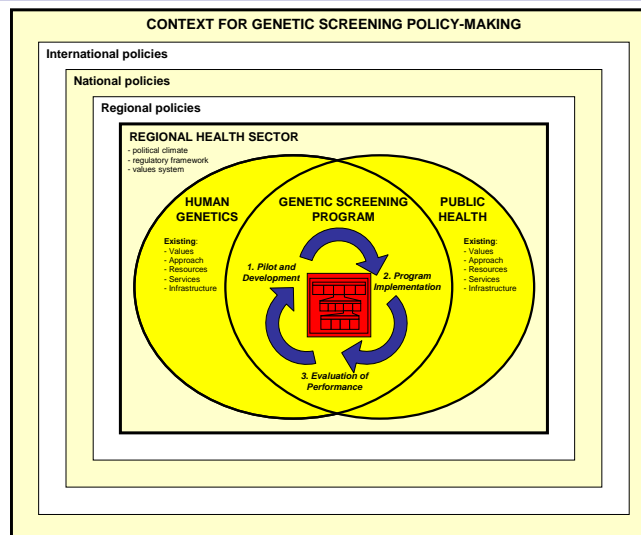 CONTEXT FOR GENETIC SCREENING POLICY-MAKING
International policies
National policies
Regional policies
REGIONAL HEALTH SECTOR
- political climate
- regulatory framework
- values system
HUMAN
GENETICS
Existing:
- Values
- Approach
- Resources
- Services
- Infrastructure
GENETIC SCREENING
PROGRAM
1. Pilot and
Development
2. Program
Implementation
3. Evaluation of
Performance
PUBLIC
HEALTH
Existing:
- Values
- Approach
- Resources
- Services
- Infrastructure